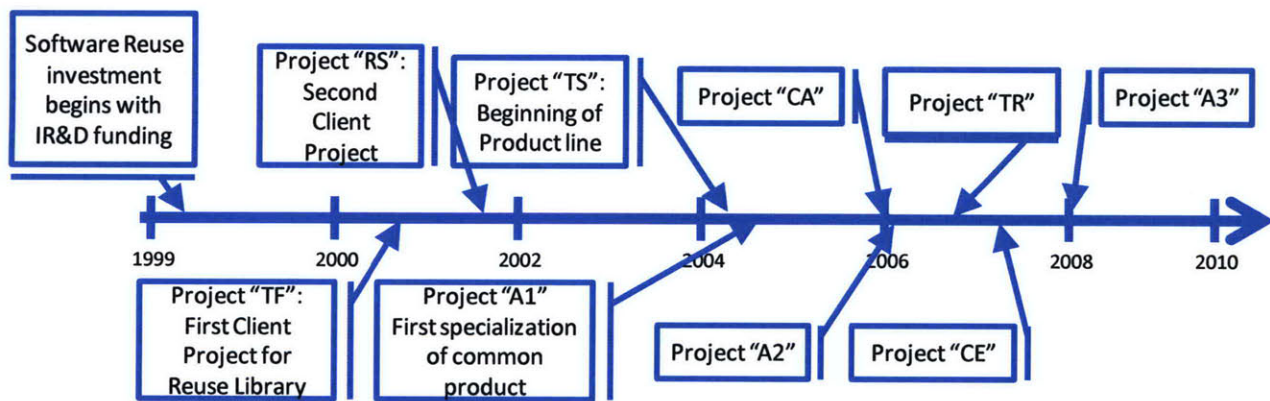 Software Reuse
investment
begins with
IR&D funding
Project “RS”:
Second
Client
Project
Project “TS”:
Beginning of
Product line
Project “CA”
Project “TR”
Project “A3”
1999
2000
2002
2004
2006
2008
2010
Project “TF”:
First Client
Project for
Reuse Library
Project “A1”
First specialization
of common
product
Project “A2”
Project “CE”